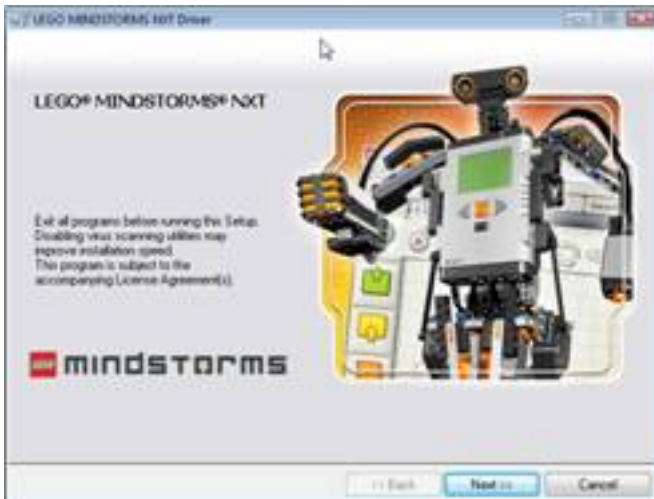 LEGO MINDSTORMS NXT Driver
LEGO® MINDSTORMS® NXT
Exit all programs before running this Setup.
Disabling virus scanning utilities may
improve installation speed.
This program is subject to the
accompanying License Agreement(s).
LEGO mindstorms
<< Back
Next >>
Cancel